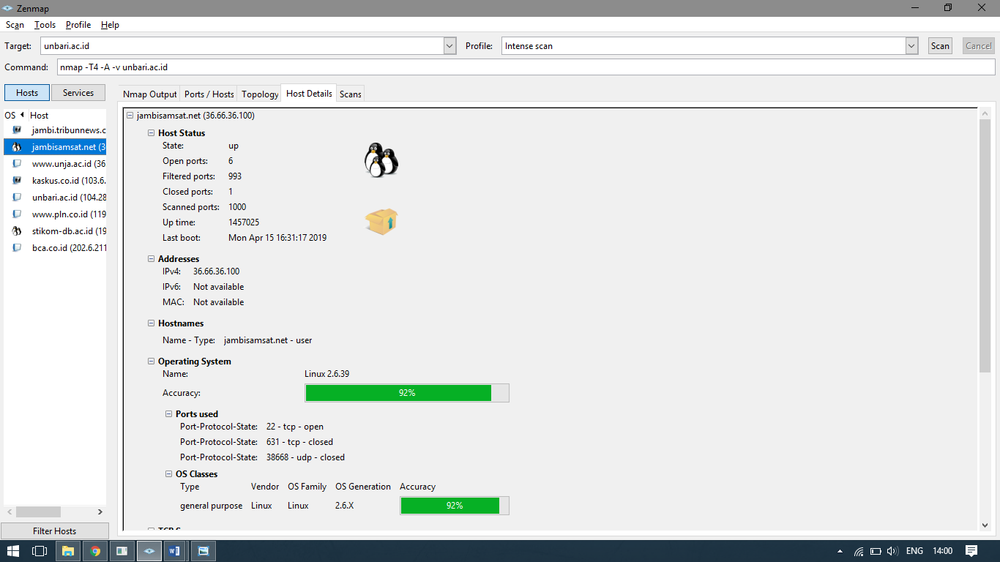 Zenmap
Scan Tools Profile Help
Target: unbari.ac.id Profile: Intense scan Scan Cancel
Command: nmap -T4 -A -v unbari.ac.id
Hosts Services
OS Host
jambi.tribunnews.c
jambisamsat.net (3
www.unja.ac.id (36
kaskus.co.id (103.6.
unbari.ac.id (104.28
www.pln.co.id (119
stikom-db.ac.id (19
bca.co.id (202.6.211
Filter Hosts
Nmap Output Ports / Hosts Topology Host Details Scans
jambisamsat.net (36.66.36.100)
Host Status
State: up
Open ports: 6
Filtered ports: 993
Closed ports: 1
Scanned ports: 1000
Up time: 1457025
Last boot: Mon Apr 15 16:31:17 2019
Addresses
IPv4: 36.66.36.100
IPv6: Not available
MAC: Not available
Hostnames
Name - Type: jambisamsat.net - user
Operating System
Name: Linux 2.6.39
Accuracy: 92%
Ports used
Port-Protocol-State: 22 - tcp - open
Port-Protocol-State: 631 - tcp - closed
Port-Protocol-State: 38668 - udp - closed
OS Classes
Type Vendor OS Family OS Generation Accuracy
general purpose Linux Linux 2.6.X 92%
ENG 14:00